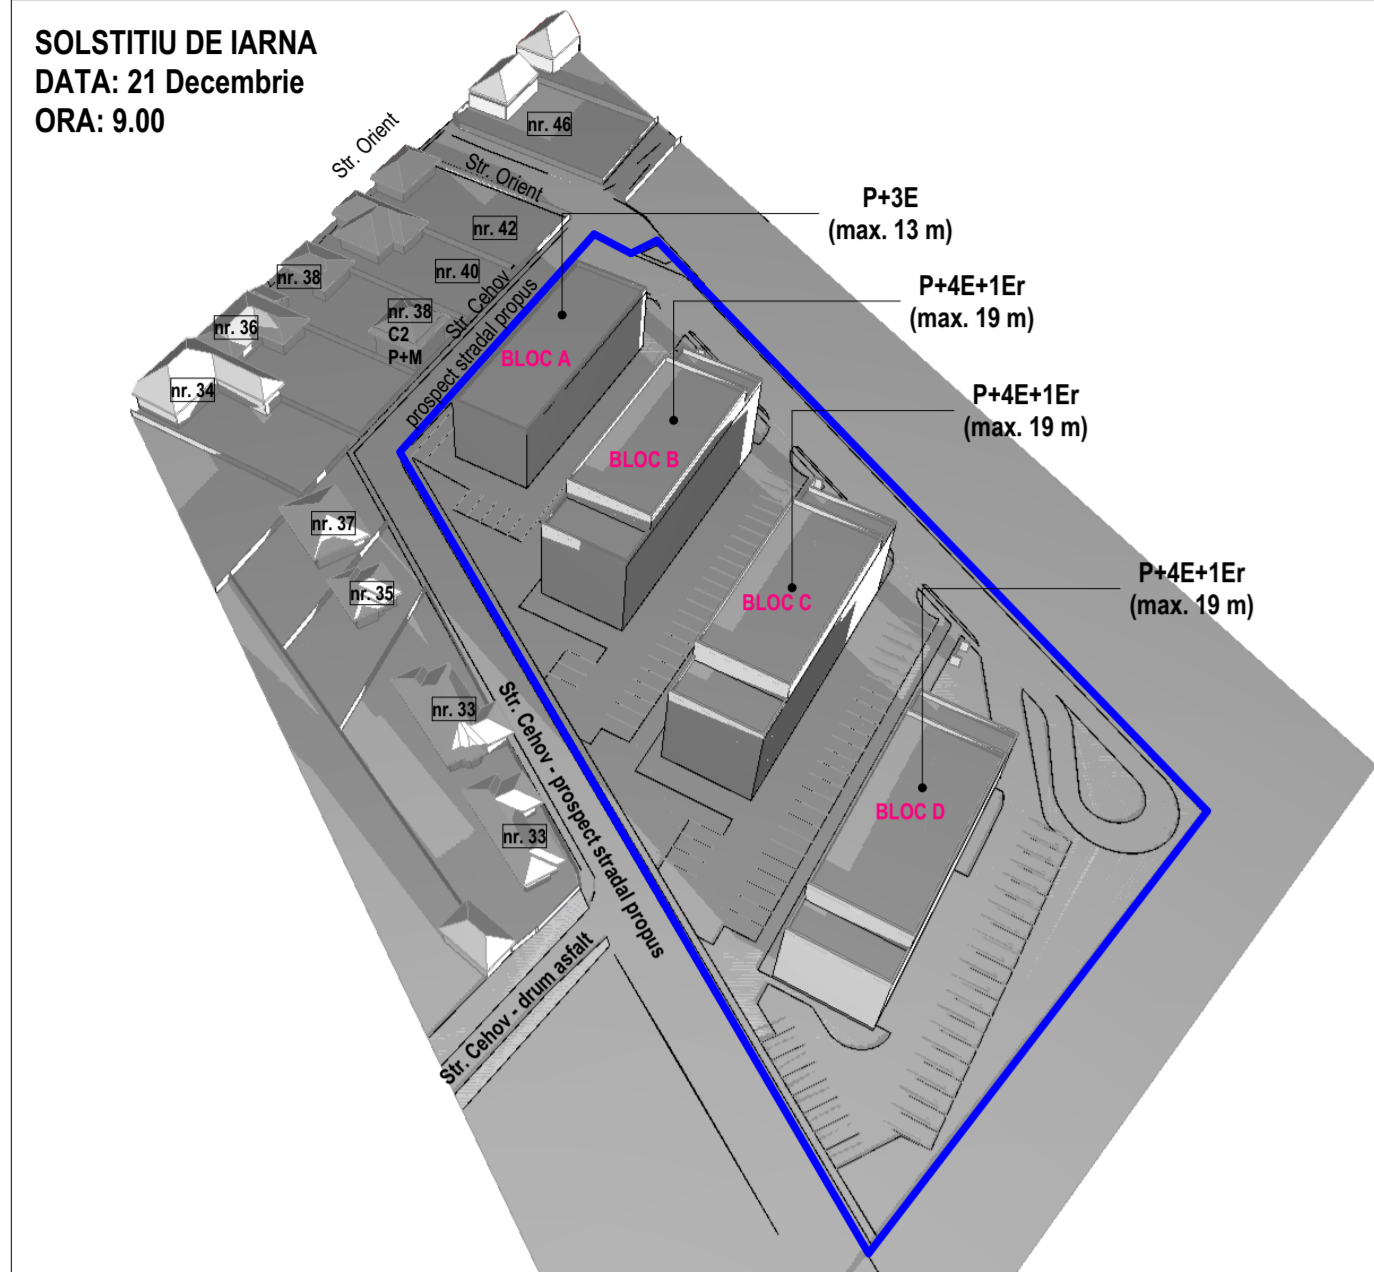 SOLSTITIU DE IARNA
DATA: 21 Decembrie
ORA: 9.00
Str. Orient
nr. 46
Str. Orient
P+3E
(max. 13 m)
nr. 42
nr. 40
nr. 38
nr. 38
C2
P+M
nr. 36
nr. 34
Str. Cehov -
prospect stradal propus
P+4E+1Er
(max. 19 m)
BLOC A
P+4E+1Er
(max. 19 m)
BLOC B
nr. 37
nr. 35
P+4E+1Er
(max. 19 m)
BLOC C
nr. 33
Str. Cehov - prospect stradal propus
BLOC D
nr. 33
Str. Cehov - drum asfalt